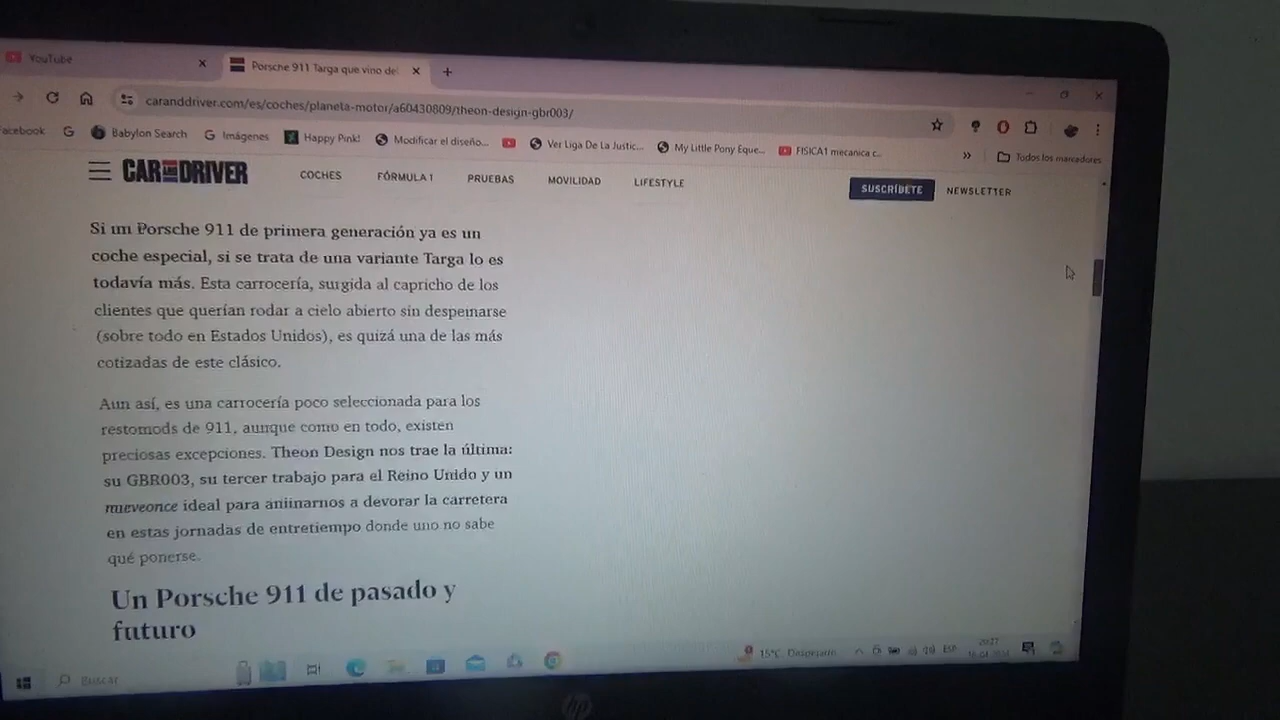 YouTube
Porsche 911 Targa que vino de
caranddriver.com/es/coches/planeta-motor/a60430809/theon-design-gbr003/
acebook
Babylon Search
Imágenes
Happy Pink!
Modificar el diseño...
Ver Liga De La Justic...
My Little Pony Eque...
FISICA1 mecanica c...
Todos los marcadores
CAR AND DRIVER
COCHES
FÓRMULA 1
PRUEBAS
MOVILIDAD
LIFESTYLE
SUSCRÍBETE
NEWSLETTER
Si un Porsche 911 de primera generación ya es un
coche especial, si se trata de una variante Targa lo es
todavía más. Esta carrocería, surgida al capricho de los
clientes que querían rodar a cielo abierto sin despeinarse
(sobre todo en Estados Unidos), es quizá una de las más
cotizadas de este clásico.
Aun así, es una carrocería poco seleccionada para los
restomods de 911, aunque como en todo, existen
preciosas excepciones. Theon Design nos trae la última:
su GBR003, su tercer trabajo para el Reino Unido y un
nueveonce ideal para animarnos a devorar la carretera
en estas jornadas de entretiempo donde uno no sabe
qué ponerse.
Un Porsche 911 de pasado y
futuro
Buscar
15°C Despejado
ESP
20:27
hp